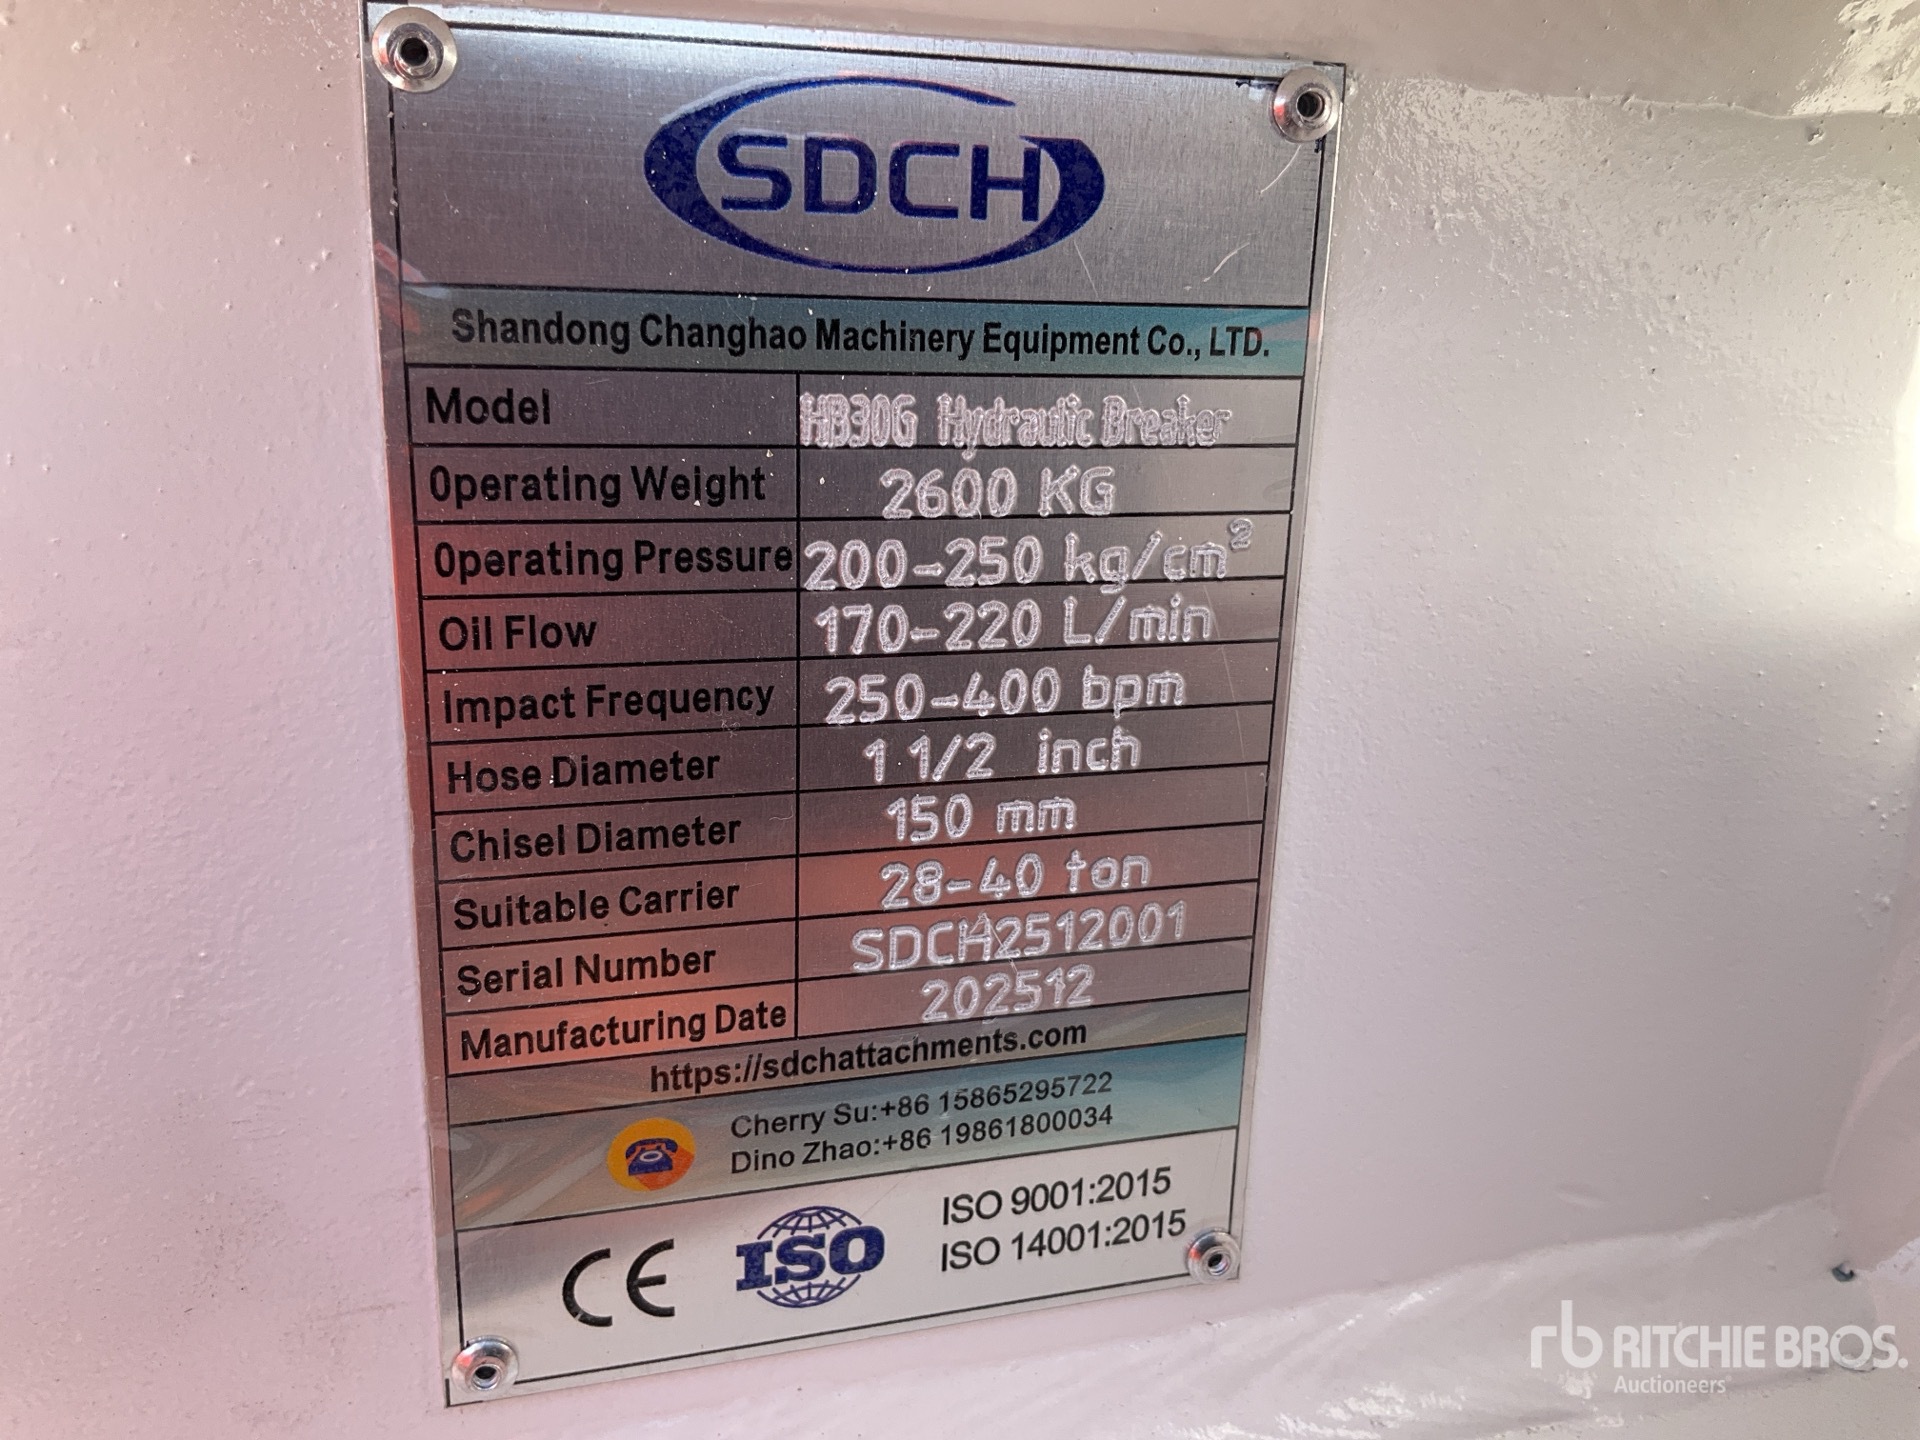 SDCH
Shandong Changhao Machinery Equipment Co., LTD.
Model HB30G Hydraulic Breaker
Operating Weight 2600 KG
Operating Pressure 200-250 kg/cm²
Oil Flow 170-220 L/min
Impact Frequency 250-400 bpm
Hose Diameter 1 1/2 inch
Chisel Diameter 150 mm
Suitable Carrier 28-40 ton
Serial Number SDCH2512001
Manufacturing Date 202512
https://sdchattachments.com
Cherry Su:+86 15865295722
Dino Zhao:+86 19861800034
CE ISO ISO 9001:2015
ISO 14001:2015
rb RITCHIE BROS.
Auctioneers